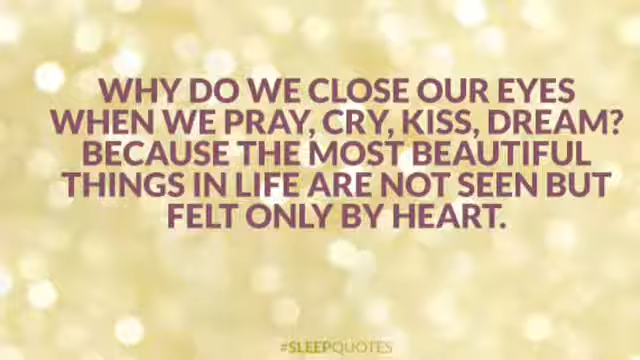 WHY DO WE CLOSE OUR EYES
WHEN WE PRAY, CRY, KISS, DREAM?
BECAUSE THE MOST BEAUTIFUL
THINGS IN LIFE ARE NOT SEEN BUT
FELT ONLY BY HEART.
#SLEEPQUOTES